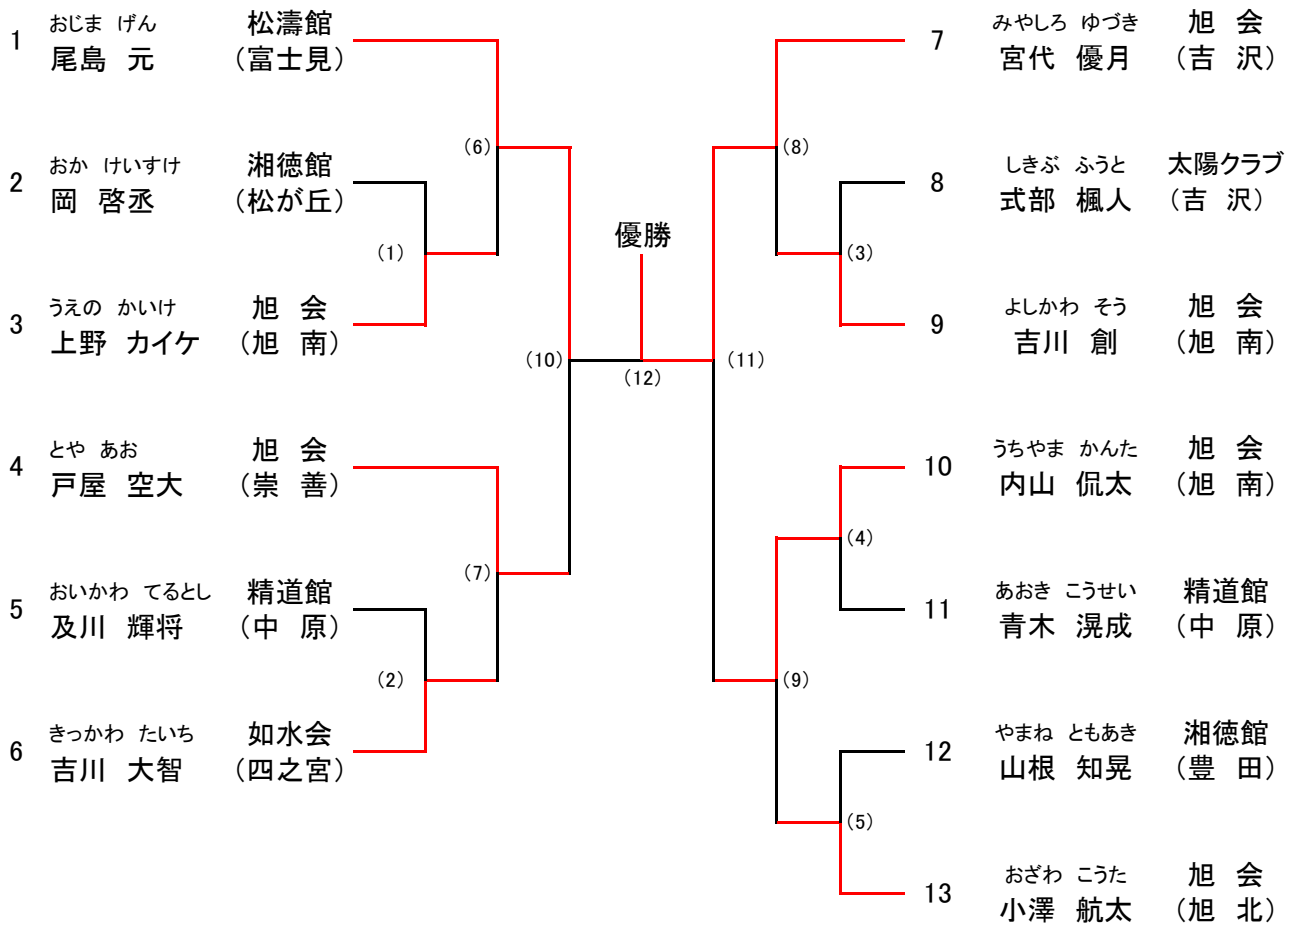 おじま げん 松濤館
1 尾島 元 (富士見)
おか けいすけ 湘徳館
2 岡 啓丞 (松が丘)
うえの かいけ 旭 会
3 上野 カイケ (旭 南)
とや あお 旭 会
4 戸屋 空大 (崇 善)
おいかわ てるとし 精道館
5 及川 輝将 (中 原)
きっかわ たいち 如水会
6 吉川 大智 (四之宮)
(6)
(1)
(10)
(7)
(2)
優勝
(12)
(8)
(3)
(11)
(4)
(9)
(5)
みやしろ ゆづき 旭 会
7 宮代 優月 (吉 沢)
しきぶ ふうと 太陽クラブ
8 式部 楓人 (吉 沢)
よしかわ そう 旭 会
9 吉川 創 (旭 南)
うちやま かんた 旭 会
10 内山 侃太 (旭 南)
あおき こうせい 精道館
11 青木 滉成 (中 原)
やまね ともあき 湘徳館
12 山根 知晃 (豊 田)
おざわ こうた 旭 会
13 小澤 航太 (旭 北)